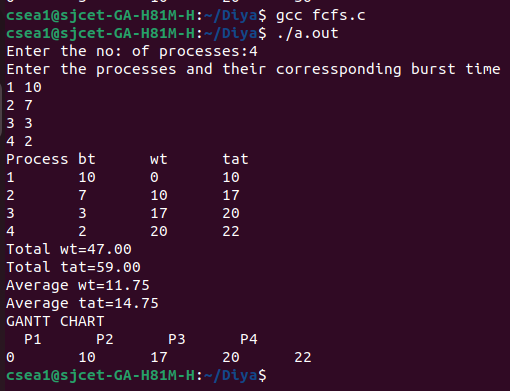 csea1@sjcet-GA-H81M-H:~/Diya$ gcc fcfs.c
csea1@sjcet-GA-H81M-H:~/Diya$ ./a.out
Enter the no: of processes:4
Enter the processes and their corressponding burst time
1 10
2 7
3 3
4 2
Process bt      wt      tat
1       10      0       10
2       7       10      17
3       3       17      20
4       2       20      22
Total wt=47.00
Total tat=59.00
Average wt=11.75
Average tat=14.75
GANTT CHART
  P1      P2      P3      P4
0       10      17      20      22
csea1@sjcet-GA-H81M-H:~/Diya$